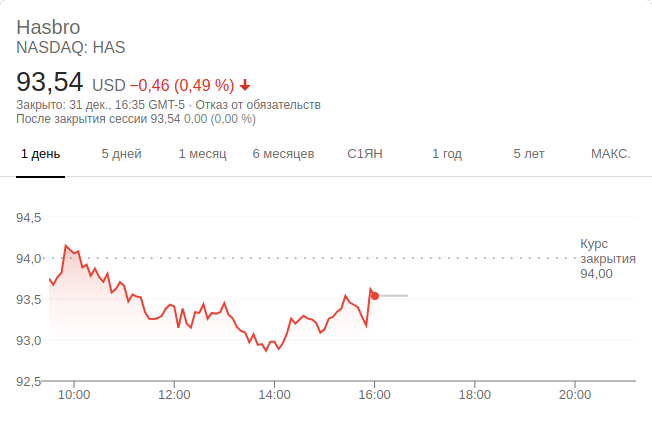 Hasbro
NASDAQ: HAS
93,54 USD −0,46 (0,49 %)
Закрыто: 31 дек., 16:35 GMT-5 · Отказ от обязательств
После закрытия сессии 93,54 0,00 (0,00 %)
1 день 5 дней 1 месяц 6 месяцев С1ЯН 1 год 5 лет МАКС.
94,5
Курс
94,0 закрытия
94,00
93,5
93,0
92,5
10:00 12:00 14:00 16:00 18:00 20:00